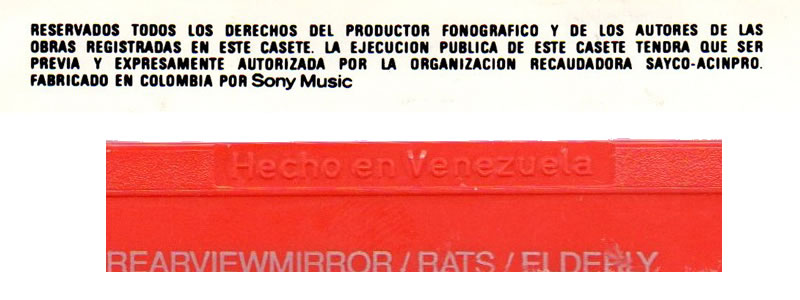 RESERVADOS TODOS LOS DERECHOS DEL PRODUCTOR FONOGRAFICO Y DE LOS AUTORES DE LAS
OBRAS REGISTRADAS EN ESTE CASETE. LA EJECUCION PUBLICA DE ESTE CASETE TENDRA QUE SER
PREVIA Y EXPRESAMENTE AUTORIZADA POR LA ORGANIZACION RECAUDADORA SAYCO-ACINPRO.
FABRICADO EN COLOMBIA POR Sony Music
Hecho en Venezuela
REARVIEWMIRROR / RATS / ELDERLY